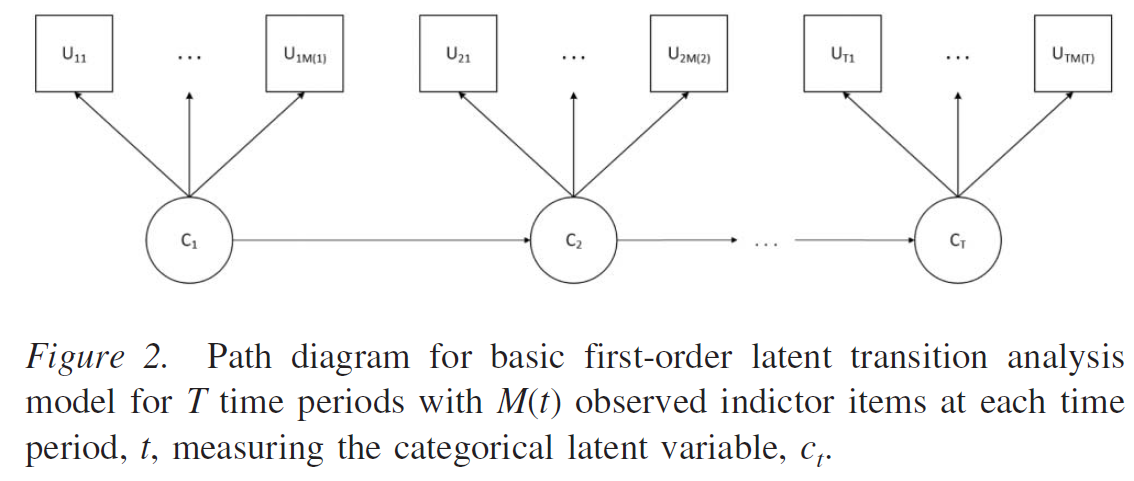 U11 ... U1M(1) U21 ... U2M(2) UT1 ... UTM(T)
C1 C2 ... CT
Figure 2. Path diagram for basic first-order latent transition analysis
model for T time periods with M(t) observed indictor items at each time
period, t, measuring the categorical latent variable, ct.